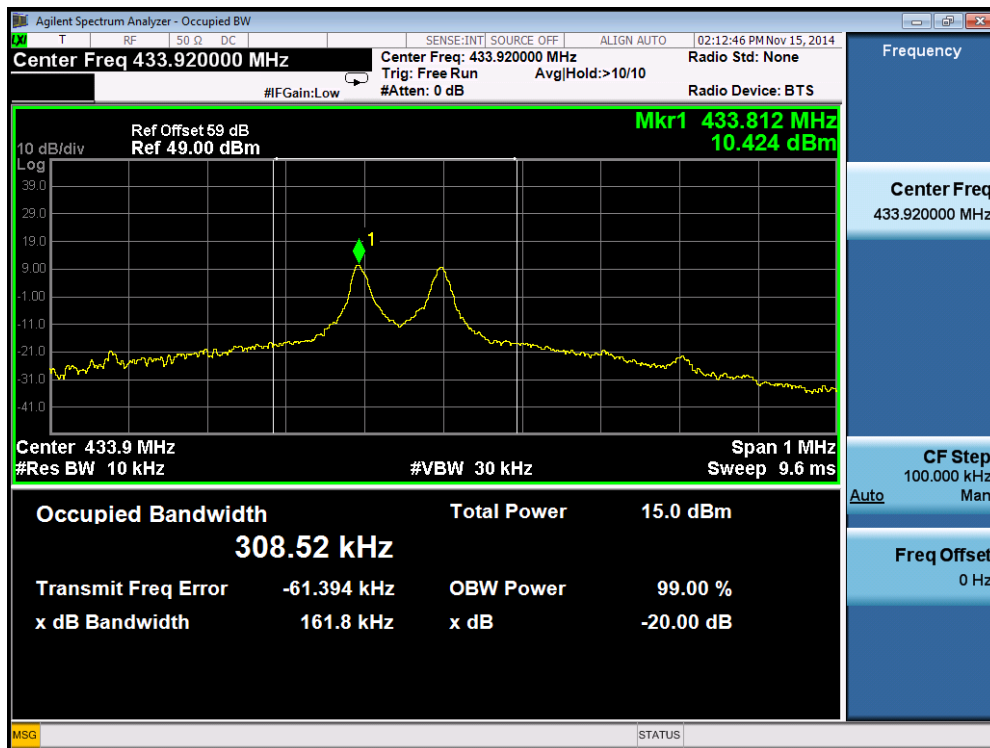 Agilent Spectrum Analyzer - Occupied BW
LXI T RF 50 Ω DC SENSE:INT SOURCE OFF ALIGN AUTO 02:12:46 PM Nov 15, 2014
Center Freq 433.920000 MHz
Center Freq: 433.920000 MHz Radio Std: None
Trig: Free Run Avg|Hold:>10/10
#IFGain:Low #Atten: 0 dB Radio Device: BTS
Mkr1 433.812 MHz
10.424 dBm
Ref Offset 59 dB
10 dB/div Ref 49.00 dBm
Log
39.0
29.0
19.0
9.00
-1.00
-11.0
-21.0
-31.0
-41.0
1
Center 433.9 MHz Span 1 MHz
#Res BW 10 kHz #VBW 30 kHz Sweep 9.6 ms
Occupied Bandwidth Total Power 15.0 dBm
308.52 kHz
Transmit Freq Error -61.394 kHz OBW Power 99.00 %
x dB Bandwidth 161.8 kHz x dB -20.00 dB
Frequency
Center Freq
433.920000 MHz
CF Step
100.000 kHz
Auto Man
Freq Offset
0 Hz
MSG STATUS